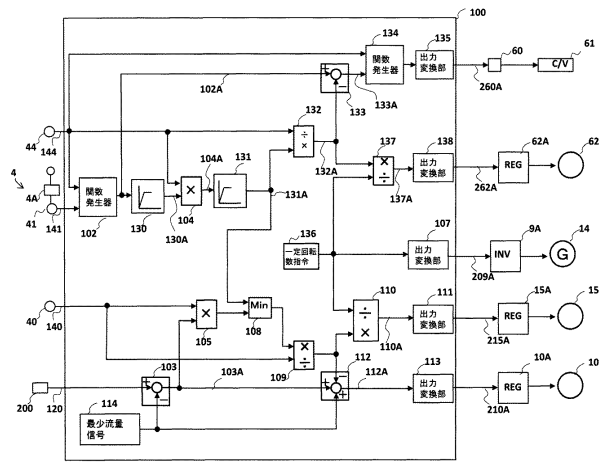 100
134
135
60
61
関数
発生器
出力
変換部
C/V
102A
133
133A
260A
44
144
132
÷
×
132A
137
×
÷
137A
138
出力
変換部
262A
62A
REG
62
4
4A
41
141
関数
発生器
102
130
130A
×
104
104A
131
131A
136
一定回転
数指令
107
出力
変換部
209A
9A
INV
14
G
40
140
×
105
Min
108
×
÷
109
110
÷
×
110A
111
出力
変換部
215A
15A
REG
15
200
120
103
103A
112
112A
113
出力
変換部
210A
10A
REG
10
114
最少流量
信号